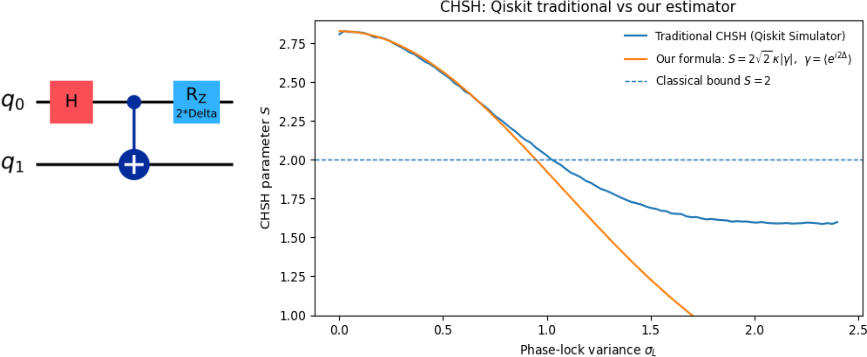 CHSH: Qiskit traditional vs our estimator
q₀
H
R_Z
2*Delta
q₁
CHSH parameter S
2.75
2.50
2.25
2.00
1.75
1.50
1.25
1.00
Traditional CHSH (Qiskit Simulator)
Our formula: S = 2√2 κ|γ|, γ = ⟨e^{i2Δ}⟩
Classical bound S = 2
0.0 0.5 1.0 1.5 2.0 2.5
Phase-lock variance σ_L